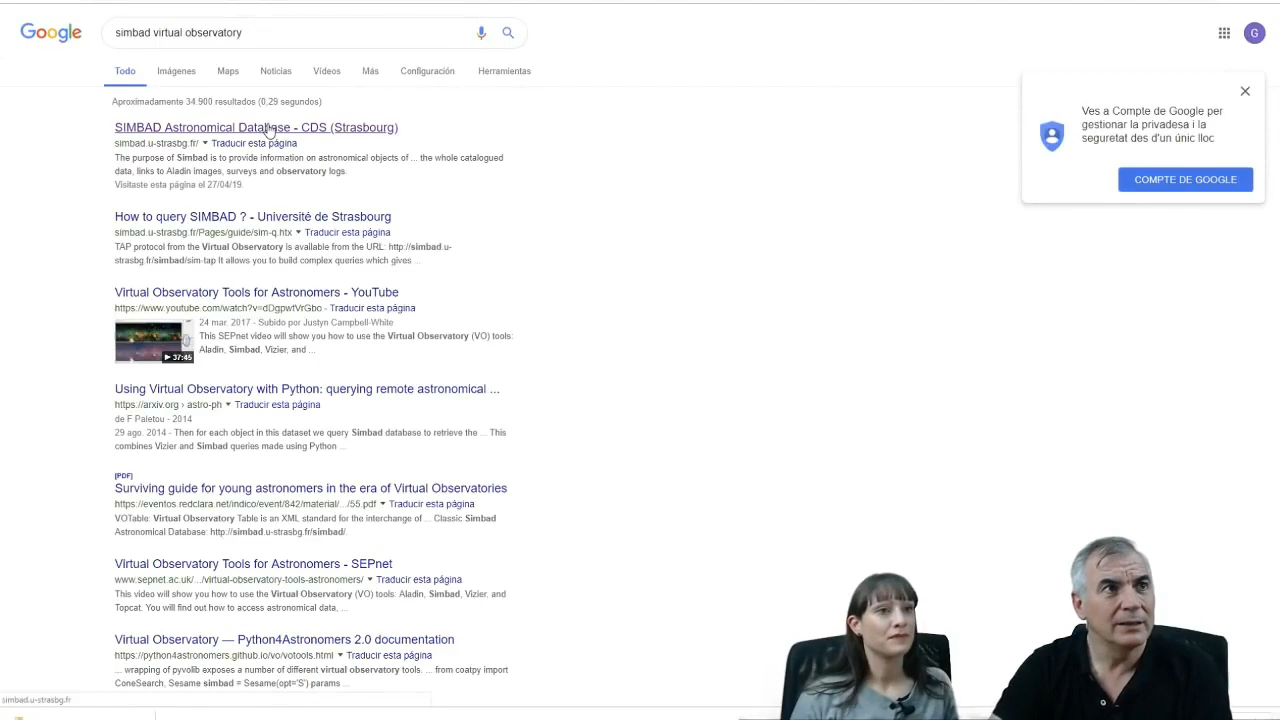 Google
simbad virtual observatory
G
Todo Imágenes Maps Noticias Vídeos Más Configuración Herramientas
Aproximadamente 34.900 resultados (0,29 segundos)
SIMBAD Astronomical Database - CDS (Strasbourg)
simbad.u-strasbg.fr/ Traducir esta página
The purpose of Simbad is to provide information on astronomical objects of ... the whole catalogued
data, links to Aladin images, surveys and observatory logs.
Visitaste esta página el 27/04/19.
How to query SIMBAD ? - Université de Strasbourg
simbad.u-strasbg.fr/Pages/guide/sim-q.htx Traducir esta página
TAP protocol from the Virtual Observatory is available from the URL: http://simbad.u-
strasbg.fr/simbad/sim-tap It allows you to build complex queries which gives ...
Virtual Observatory Tools for Astronomers - YouTube
https://www.youtube.com/watch?v=dDgpwtVrGbo - Traducir esta página
37:45
24 mar. 2017 - Subido por Justyn Campbell-White
This SEPnet video will show you how to use the Virtual Observatory (VO) tools:
Aladin, Simbad, Vizier, and ...
Using Virtual Observatory with Python: querying remote astronomical ...
https://arxiv.org › astro-ph Traducir esta página
de F Paletou - 2014
29 ago. 2014 - Then for each object in this dataset we query Simbad database to retrieve the ... This
combines Vizier and Simbad queries made using Python ...
[PDF]
Surviving guide for young astronomers in the era of Virtual Observatories
https://eventos.redclara.net/indico/event/842/material/.../55.pdf Traducir esta página
VOTable: Virtual Observatory Table is an XML standard for the interchange of ... Classic Simbad
Astronomical Database: http://simbad.u-strasbg.fr/simbad/.
Virtual Observatory Tools for Astronomers - SEPnet
www.sepnet.ac.uk/.../virtual-observatory-tools-astronomers/ Traducir esta página
This video will show you how to use the Virtual Observatory (VO) tools: Aladin, Simbad, Vizier, and
Topcat. You will find out how to access astronomical data, ...
Virtual Observatory — Python4Astronomers 2.0 documentation
https://python4astronomers.github.io/vo/votools.html Traducir esta página
... wrapping of pyvolib exposes a number of different virtual observatory tools. ... from coatpy import
ConeSearch, Sesame simbad = Sesame(opt='S') params ...
simbad.u-strasbg.fr
Ves a Compte de Google per
gestionar la privadesa i la
seguretat des d'un únic lloc
COMPTE DE GOOGLE